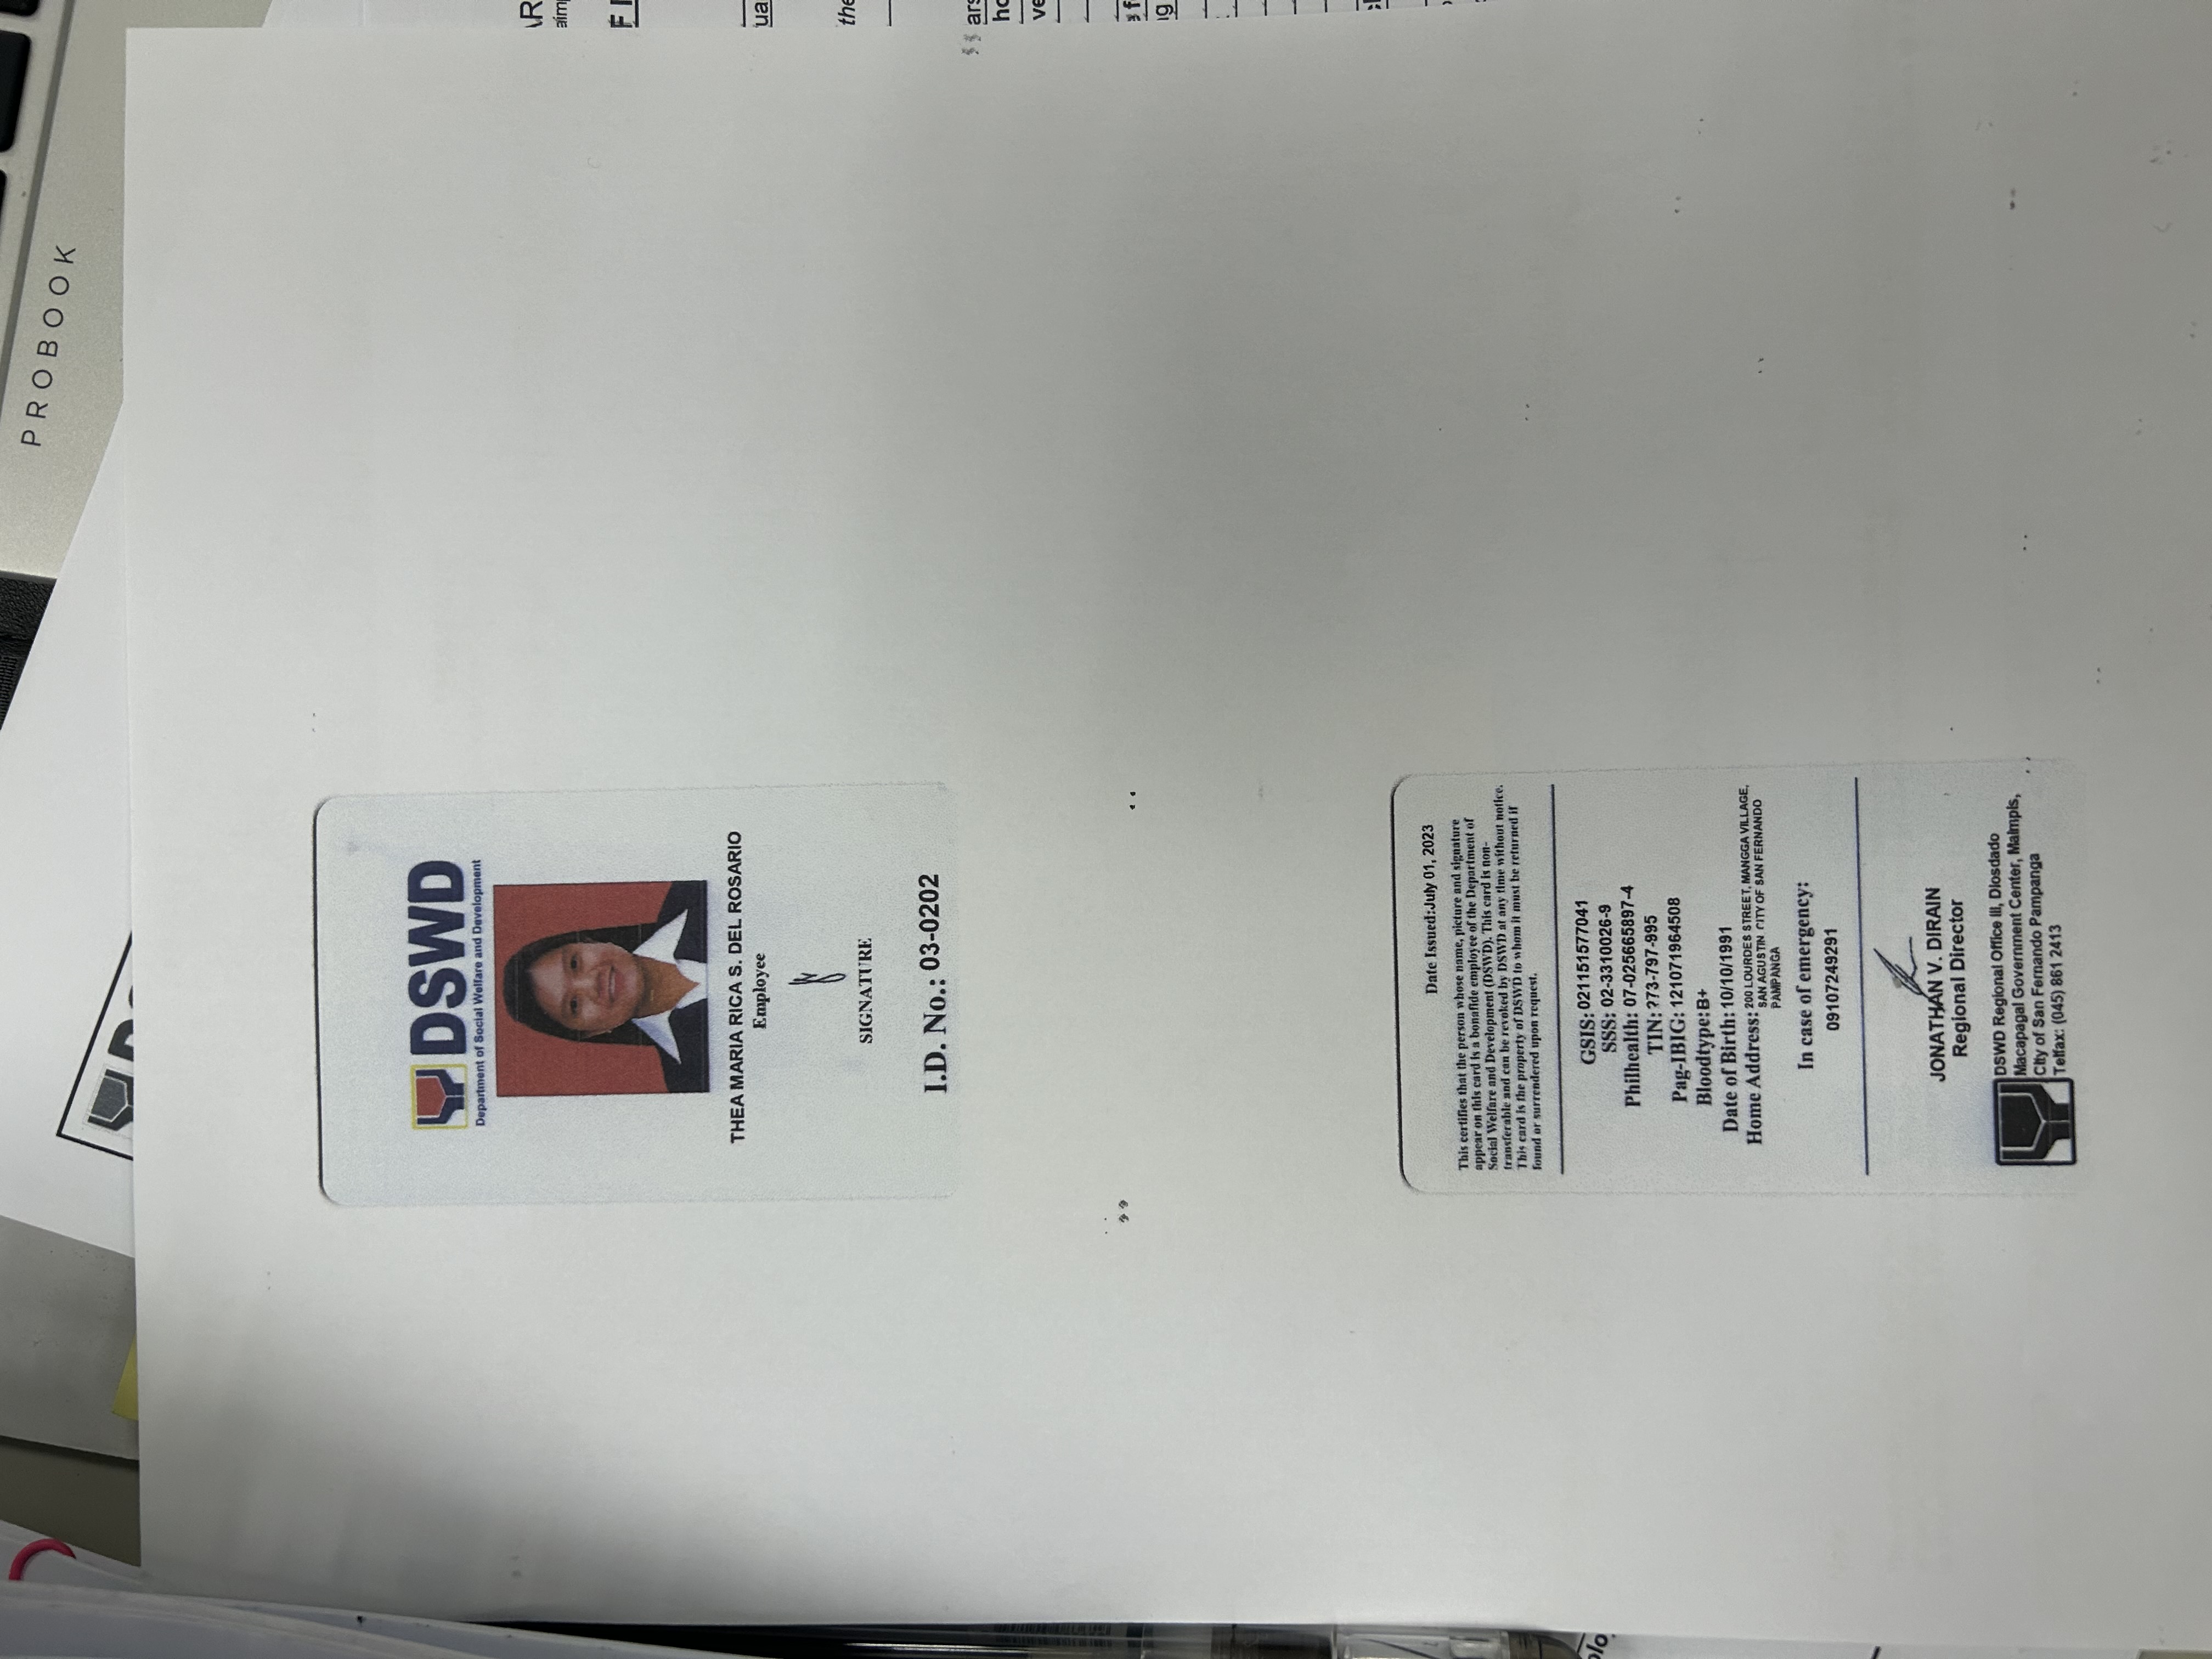 PROBOOK
DSWD
Department of Social Welfare and Development
THEA MARIA RICA S. DEL ROSARIO
Employee
SIGNATURE
I.D. No.: 03-0202
Date Issued:July 01, 2023
This certifies that the person whose name, picture and signature
appear on this card is a bonafide employee of the Department of
Social Welfare and Development (DSWD). This card is non-
transferable and can be revoked by DSWD at any time without notice.
This card is the property of DSWD to whom it must be returned if
found or surrendered upon request.
GSIS: 021151577041
SSS: 02-3310026-9
Philhealth: 07-025665897-4
TIN: 73-797-995
Pag-IBIG: 121071964508
Bloodtype: B+
Date of Birth: 10/10/1991
Home Address: 200 LOURDES STREET, MANGGA VILLAGE,
SAN AGUSTIN CITY OF SAN FERNANDO
PAMPANGA
In case of emergency:
09107249291
JONATHAN V. DIRAIN
Regional Director
DSWD Regional Office III, Diosdado
Macapagal Government Center, Maimpis,
City of San Fernando Pampanga
Telfax: (045) 861 2413